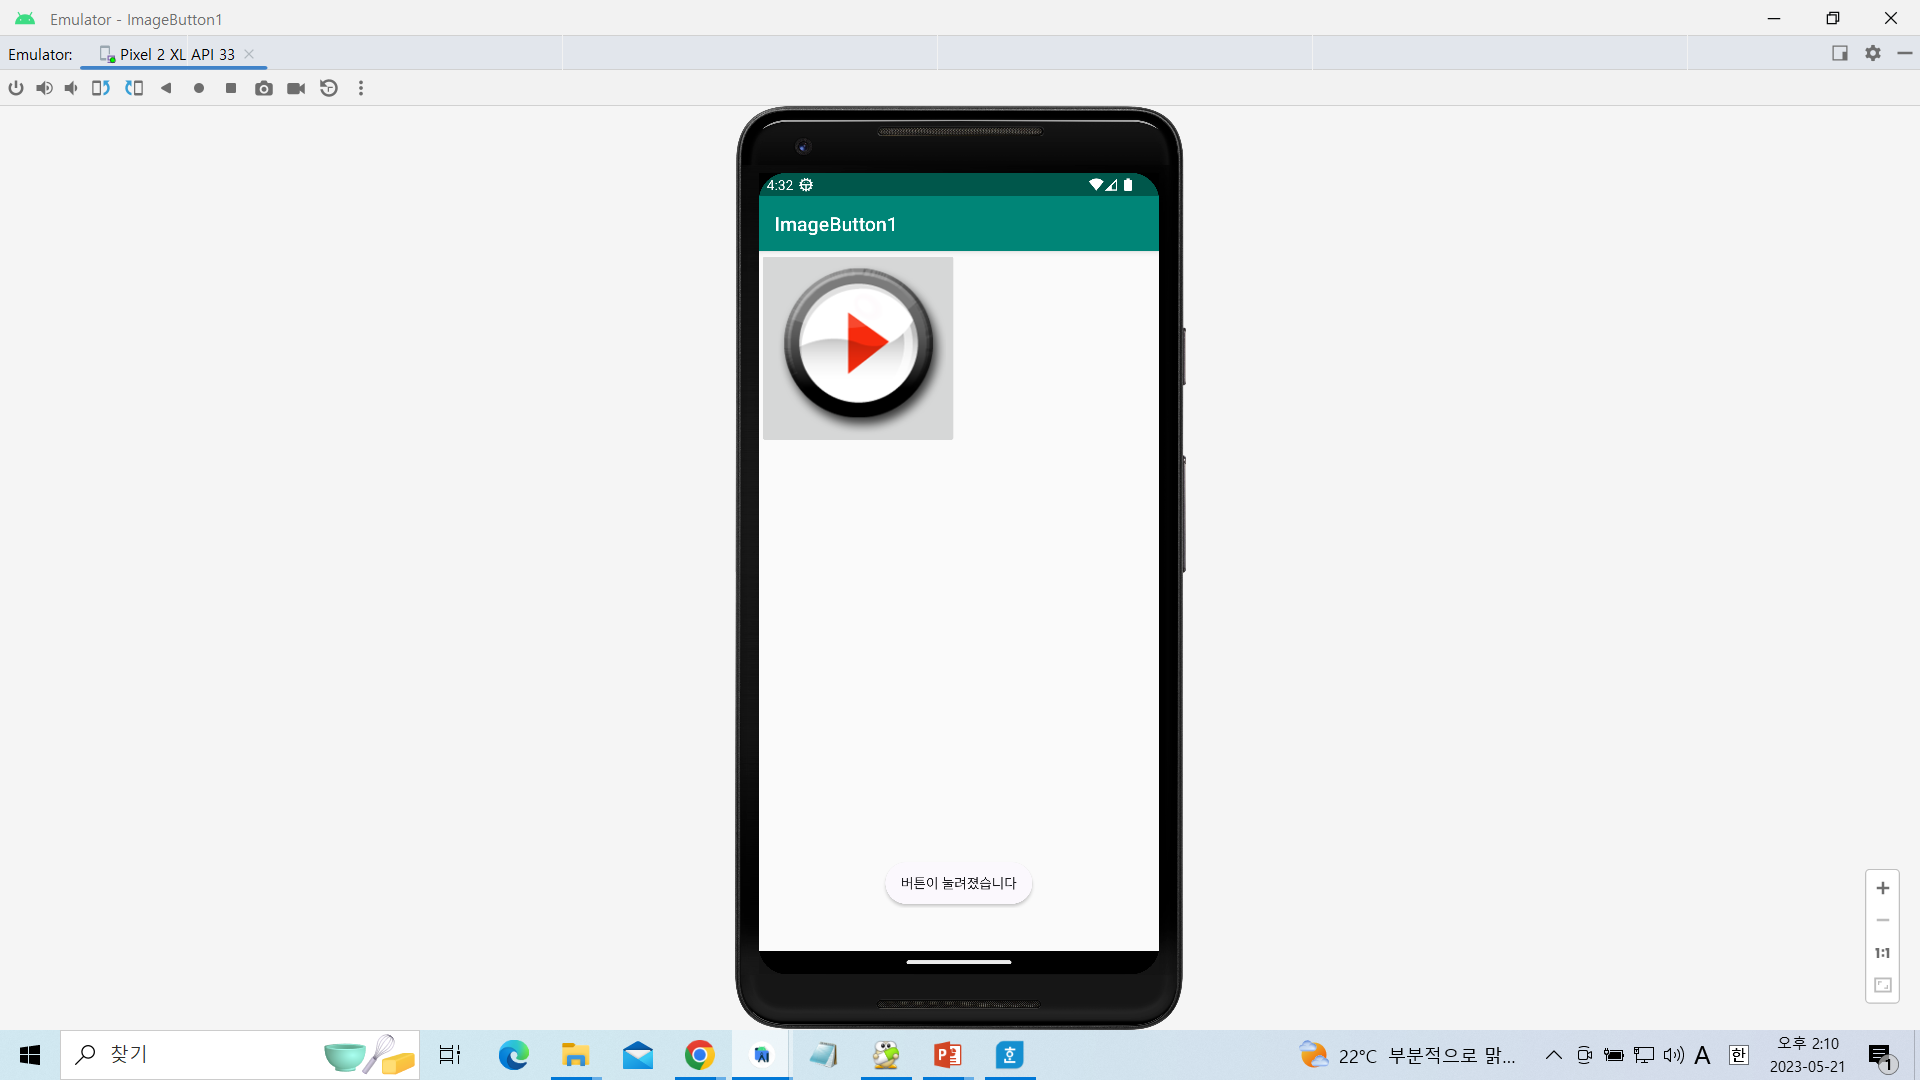 Emulator - ImageButton1
Emulator: Pixel 2 XL API 33
4:32
ImageButton1
버튼이 눌려졌습니다
1:1
찾기
22°C 부분적으로 맑...
A
한
오후 2:10
2023-05-21
1